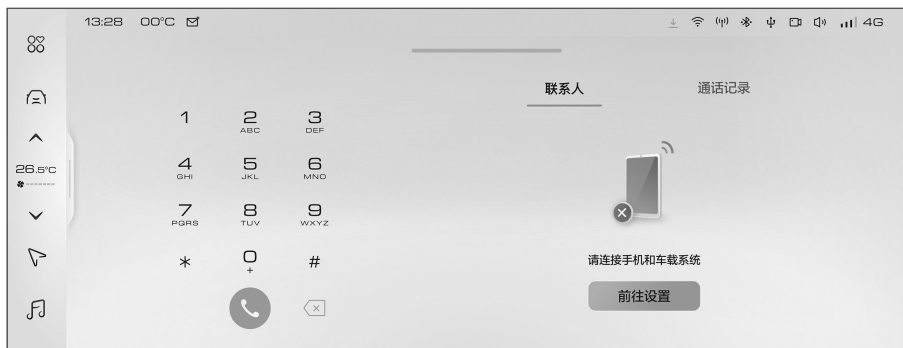 13:28 00°C 4G
联系人 通话记录
1 2 3
ABC DEF
26.5°C
4 5 6
GHI JKL MNO
7 8 9
PQRS TUV WXYZ
* 0 #
+
请连接手机和车载系统
前往设置